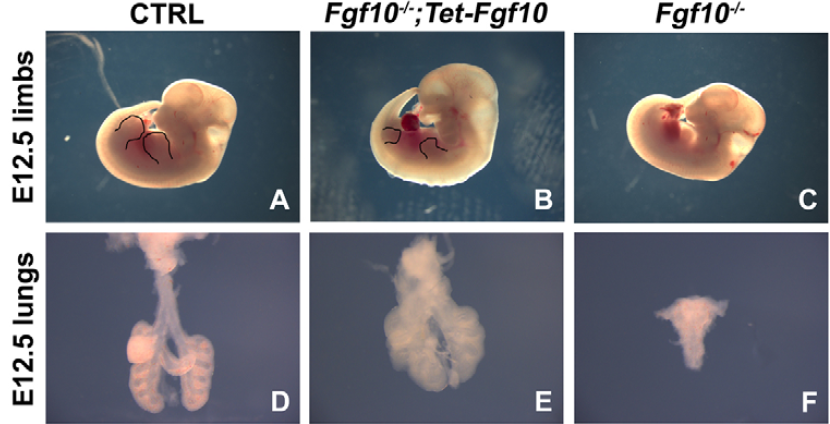 CTRL
Fgf10-/-;Tet-Fgf10
Fgf10-/-
E12.5 limbs
A
B
C
E12.5 lungs
D
E
F